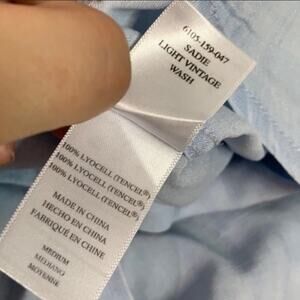 6105-159-047
SADIE
LIGHT VINTAGE
WASH
100% LYOCELL (TENCEL®)
100% LYOCELL (TENCEL®)
100% LYOCELL (TENCEL®)
MADE IN CHINA
HECHO EN CHINA
FABRIQUÉ EN CHINE
MEDIUM
MEDIANO
MOYENNE